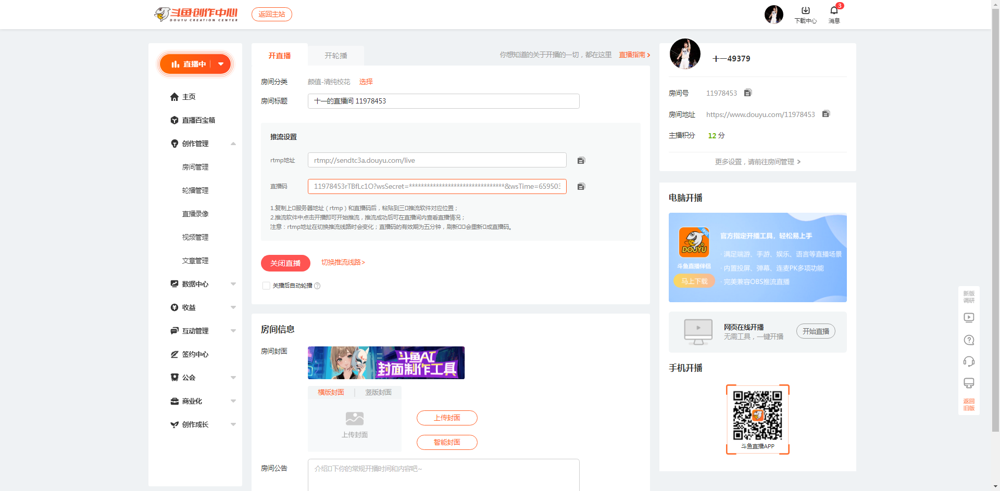 斗鱼创作中心
DOUYU CREATION CENTER
返回主站
下载中心
消息
3
直播中
主页
直播百宝箱
创作管理
房间管理
轮播管理
直播录像
视频管理
文章管理
数据中心
收益
互动管理
签约中心
公会
商业化
创作成长
开直播
开轮播
你想知道的关于开播的一切，都在这里 直播指南
房间分类 颜值-清纯校花 选择
房间标题 十一的直播间 11978453
推流设置
rtmp地址 rtmp://sendtc3a.douyu.com/live
直播码 11978453rTBfLc1O?wsSecret=********************************&wsTime=659503
1.复制上□服务器地址（rtmp）和直播码后，粘贴到三□推流软件对应位置；
2.推流软件中点击开播即可开始推流，推流成功后可在直播间内查看直播情况；
注意：rtmp地址在切换推流线路时会变化；直播码的有效期为五分钟，刷新□□会重新□成直播码。
关闭直播 切换推流线路>
关播后自动轮播
房间信息
房间封面
斗鱼AI
封面制作工具
横版封面 竖版封面
上传封面
上传封面
智能封面
房间公告 介绍□下你的常规开播时间和内容吧~
十一49379
房间号 11978453
房间地址 https://www.douyu.com/11978453
主播积分 12 分
更多设置，请前往房间管理 >
电脑开播
伴侣
DOUYU
斗鱼直播伴侣
马上下载
官方指定开播工具，轻松易上手
· 满足端游、手游、娱乐、语言等直播场景
· 内置投屏、弹幕、连麦PK多项功能
· 完美兼容OBS推流直播
网页在线开播
无需工具，一键开播
开始直播
手机开播
斗鱼直播APP
新版
调研
返回
旧版